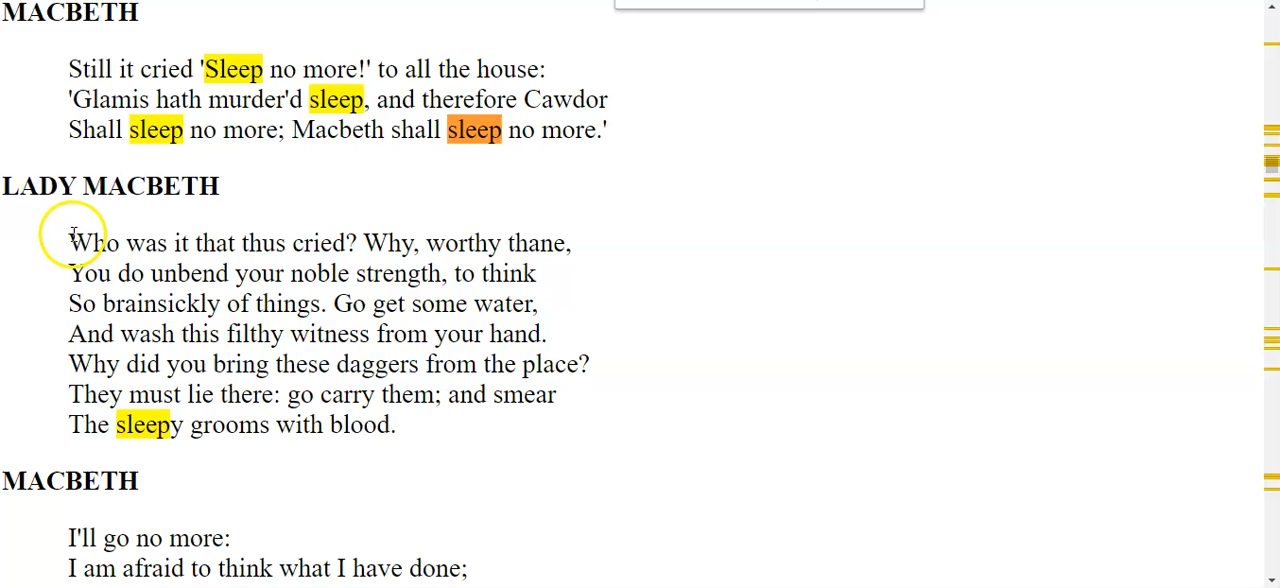 MACBETH
Still it cried 'Sleep no more!' to all the house:
'Glamis hath murder'd sleep, and therefore Cawdor
Shall sleep no more; Macbeth shall sleep no more.'
LADY MACBETH
Who was it that thus cried? Why, worthy thane,
You do unbend your noble strength, to think
So brainsickly of things. Go get some water,
And wash this filthy witness from your hand.
Why did you bring these daggers from the place?
They must lie there: go carry them; and smear
The sleepy grooms with blood.
MACBETH
I'll go no more:
I am afraid to think what I have done;